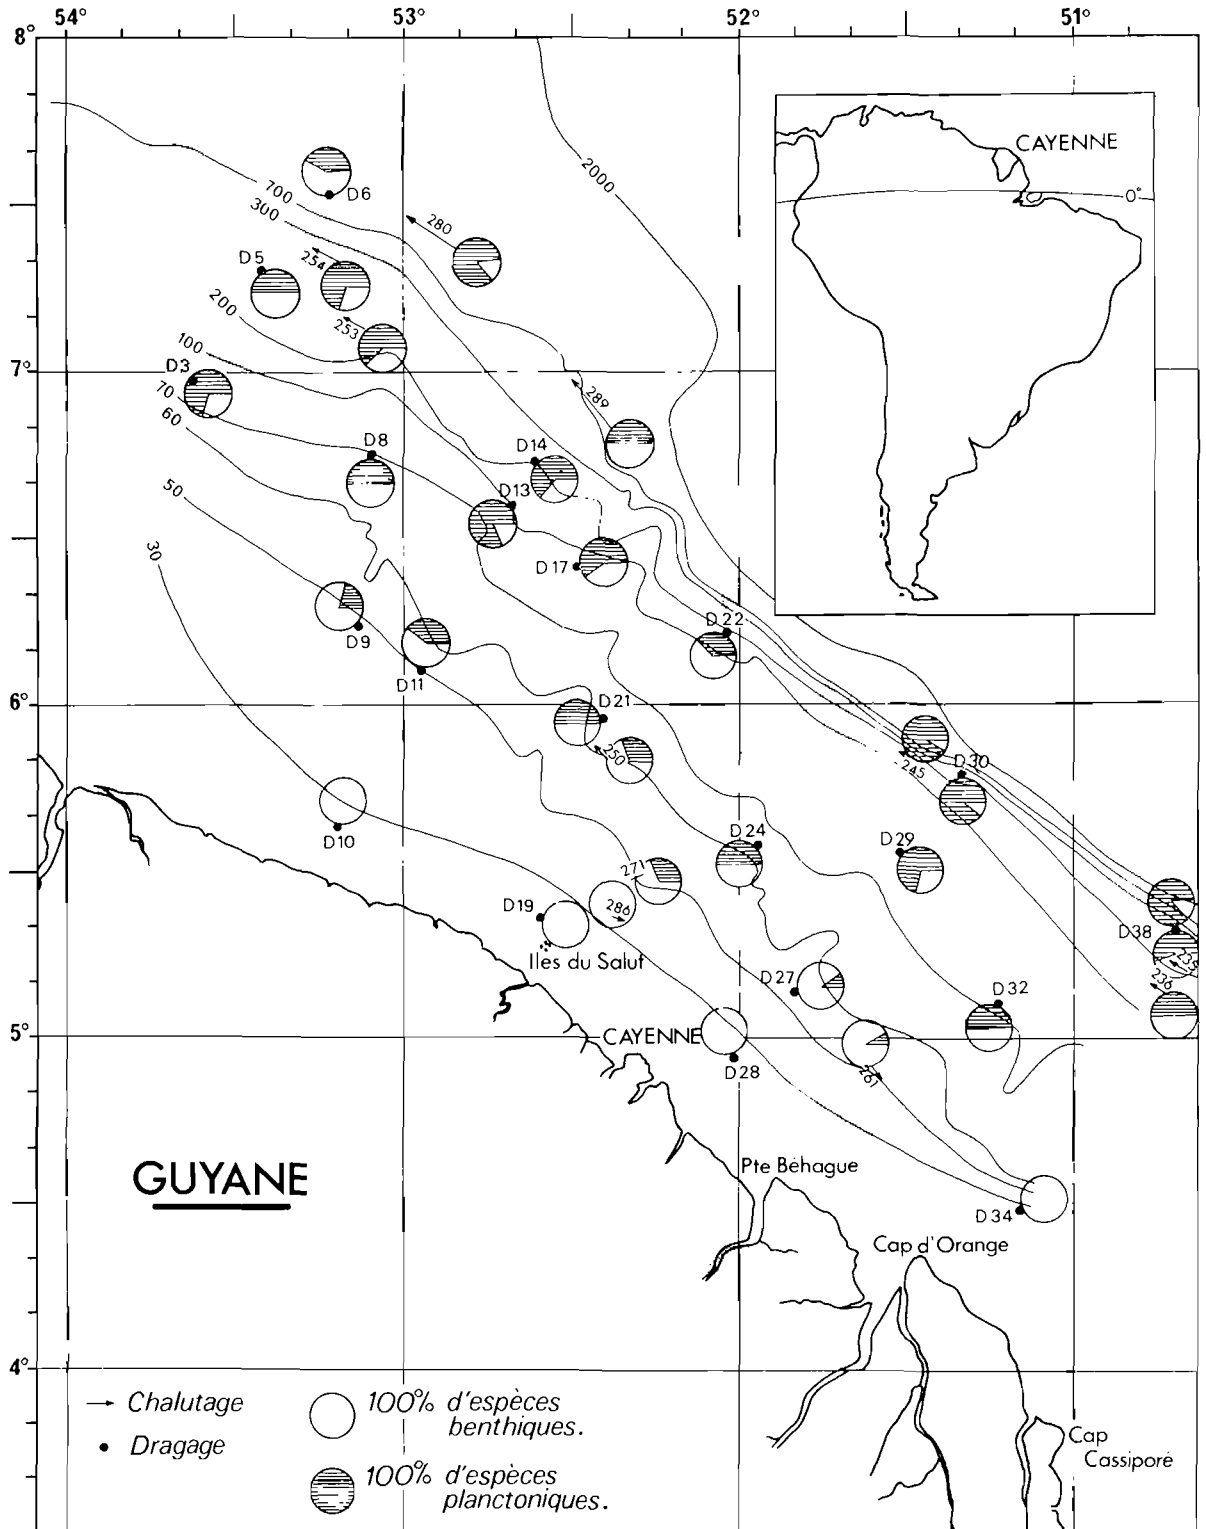 54° 53° 52° 51°
8°
CAYENNE
0°
2000
D6
700
300
280
D5
254
200
253
7°
100
D3
70
60
289
D8
D14
50
D13
30
D17
D9
D22
D11
6°
D21
250
245
D30
D10
D24
D29
271
D19
286
D38
Iles du Salut
235
236
D27
D32
5°
CAYENNE
D28
261
Pte Béhague
GUYANE
D34
Cap d'Orange
4°
Chalutage
100% d'espèces
benthiques.
Dragage
Cap
Cassiporé
100% d'espèces
planctoniques.